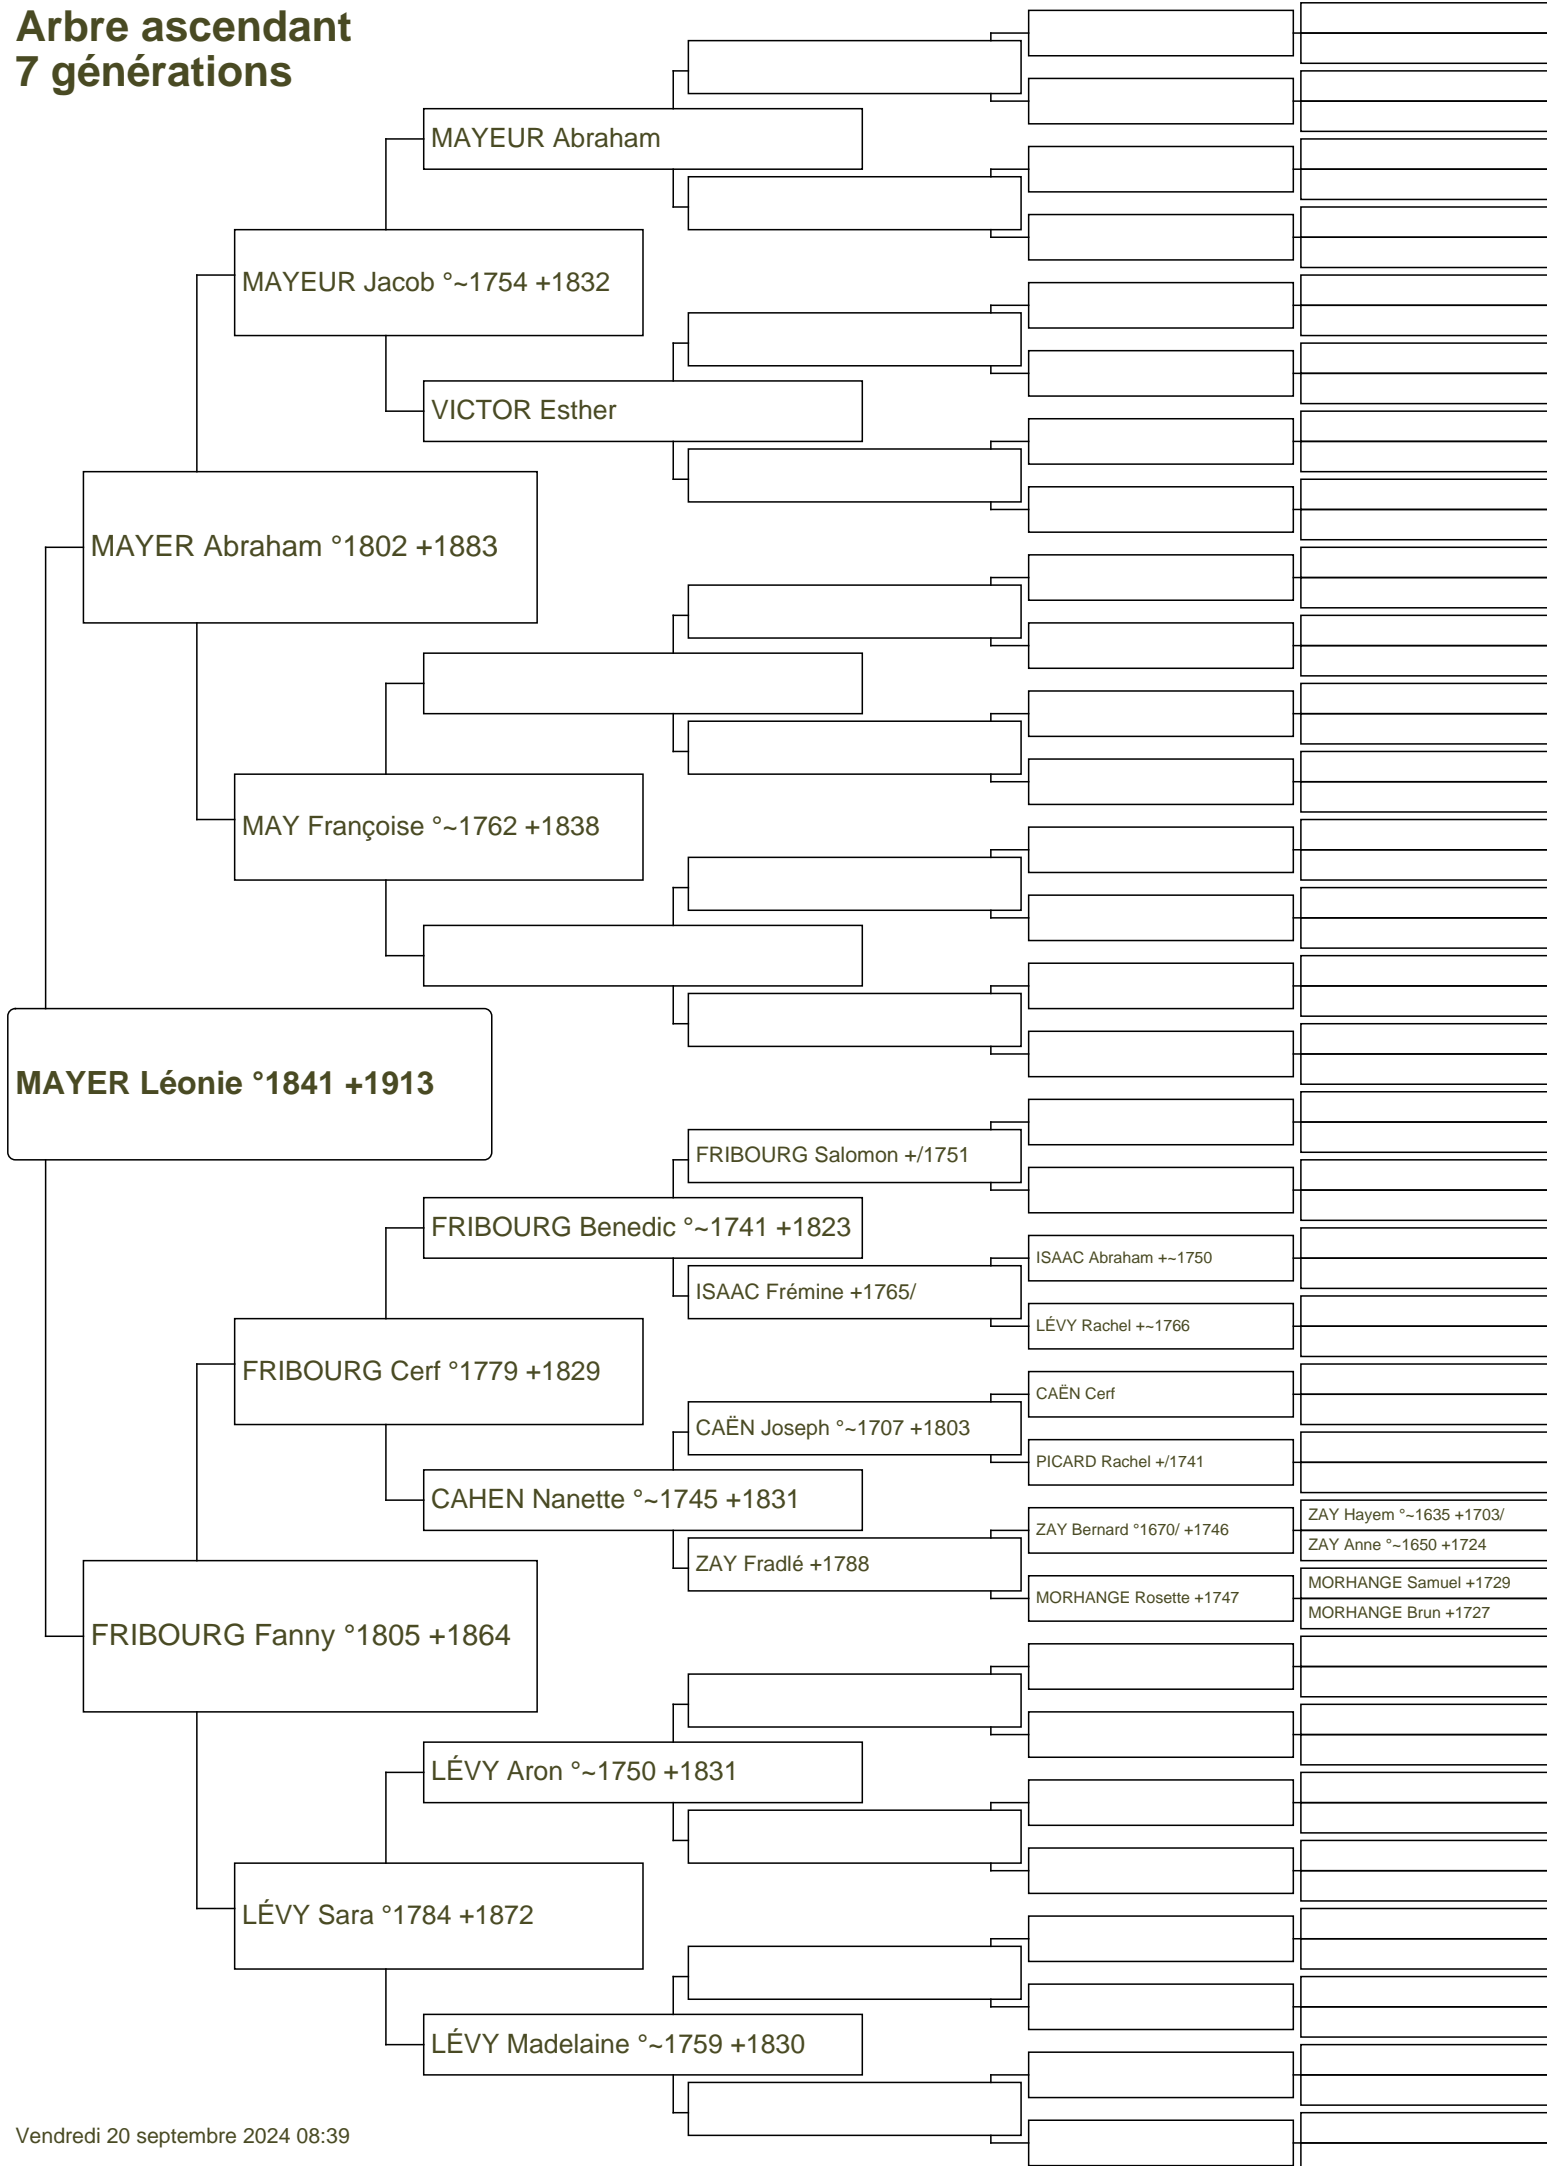 Arbre ascendant
7 générations
MAYEUR Abraham
MAYEUR Jacob °~1754 +1832
VICTOR Esther
MAYER Abraham °1802 +1883
MAY Françoise °~1762 +1838
MAYER Léonie °1841 +1913
FRIBOURG Salomon +/1751
FRIBOURG Benedic °~1741 +1823
ISAAC Abraham +~1750
ISAAC Frémine +1765/
LÉVY Rachel +~1766
FRIBOURG Cerf °1779 +1829
CAËN Cerf
CAËN Joseph °~1707 +1803
PICARD Rachel +/1741
CAHEN Nanette °~1745 +1831
ZAY Hayem °~1635 +1703/
ZAY Bernard °1670/ +1746
ZAY Anne °~1650 +1724
ZAY Fradlé +1788
MORHANGE Samuel +1729
MORHANGE Rosette +1747
MORHANGE Brun +1727
FRIBOURG Fanny °1805 +1864
LÉVY Aron °~1750 +1831
LÉVY Sara °1784 +1872
LÉVY Madelaine °~1759 +1830
Vendredi 20 septembre 2024 08:39